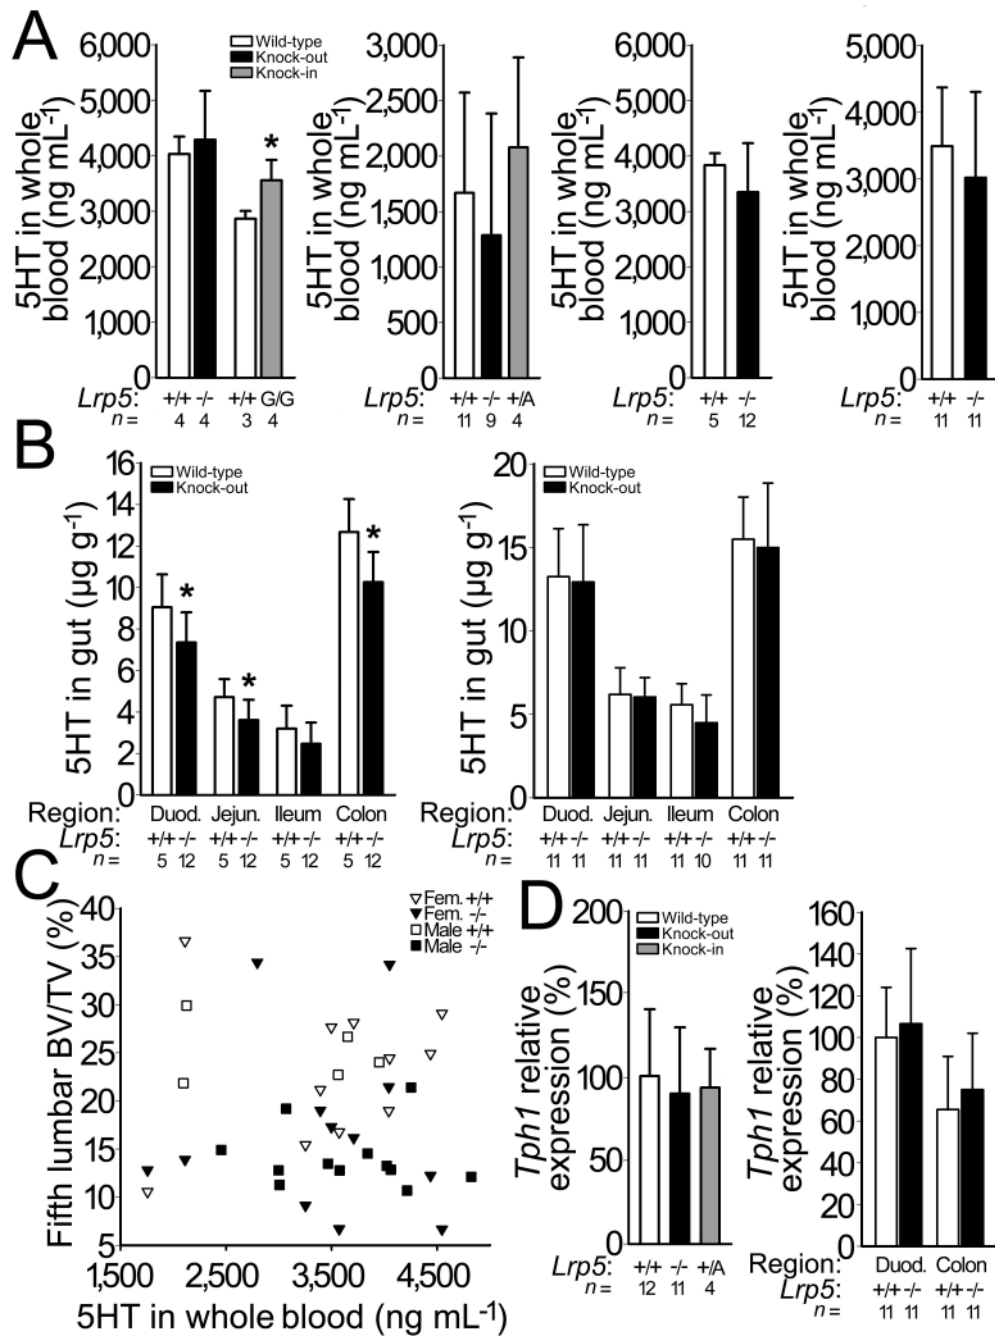 A
5HT in whole blood (ng mL-1)
6,000
5,000
4,000
3,000
2,000
1,000
0
Wild-type
Knock-out
Knock-in
*
Lrp5: +/+ -/- +/+ G/G
n = 4 4 3 4
5HT in whole blood (ng mL-1)
3,000
2,500
2,000
1,500
1,000
500
0
Lrp5: +/+ -/- +/A
n = 11 9 4
5HT in whole blood (ng mL-1)
6,000
5,000
4,000
3,000
2,000
1,000
0
Lrp5: +/+ -/-
n = 5 12
5HT in whole blood (ng mL-1)
5,000
4,000
3,000
2,000
1,000
0
Lrp5: +/+ -/-
n = 11 11
B
5HT in gut (µg g-1)
16
14
12
10
8
6
4
2
0
Wild-type
Knock-out
* * *
Region: Duod. Jejun. Ileum Colon
Lrp5: +/+ -/- +/+ -/- +/+ -/- +/+ -/-
n = 5 12 5 12 5 12 5 12
5HT in gut (µg g-1)
20
15
10
5
0
Wild-type
Knock-out
Region: Duod. Jejun. Ileum Colon
Lrp5: +/+ -/- +/+ -/- +/+ -/- +/+ -/-
n = 11 11 11 11 11 10 11 11
C
Fifth lumbar BV/TV (%)
40
35
30
25
20
15
10
5
Fem. +/+
Fem. -/-
Male +/+
Male -/-
1,500 2,500 3,500 4,500
5HT in whole blood (ng mL-1)
D
Tph1 relative expression (%)
200
150
100
50
0
Wild-type
Knock-out
Knock-in
Lrp5: +/+ -/- +/A
n = 12 11 4
Tph1 relative expression (%)
160
140
120
100
80
60
40
20
0
Region: Duod. Colon
Lrp5: +/+ -/- +/+ -/-
n = 11 11 11 11